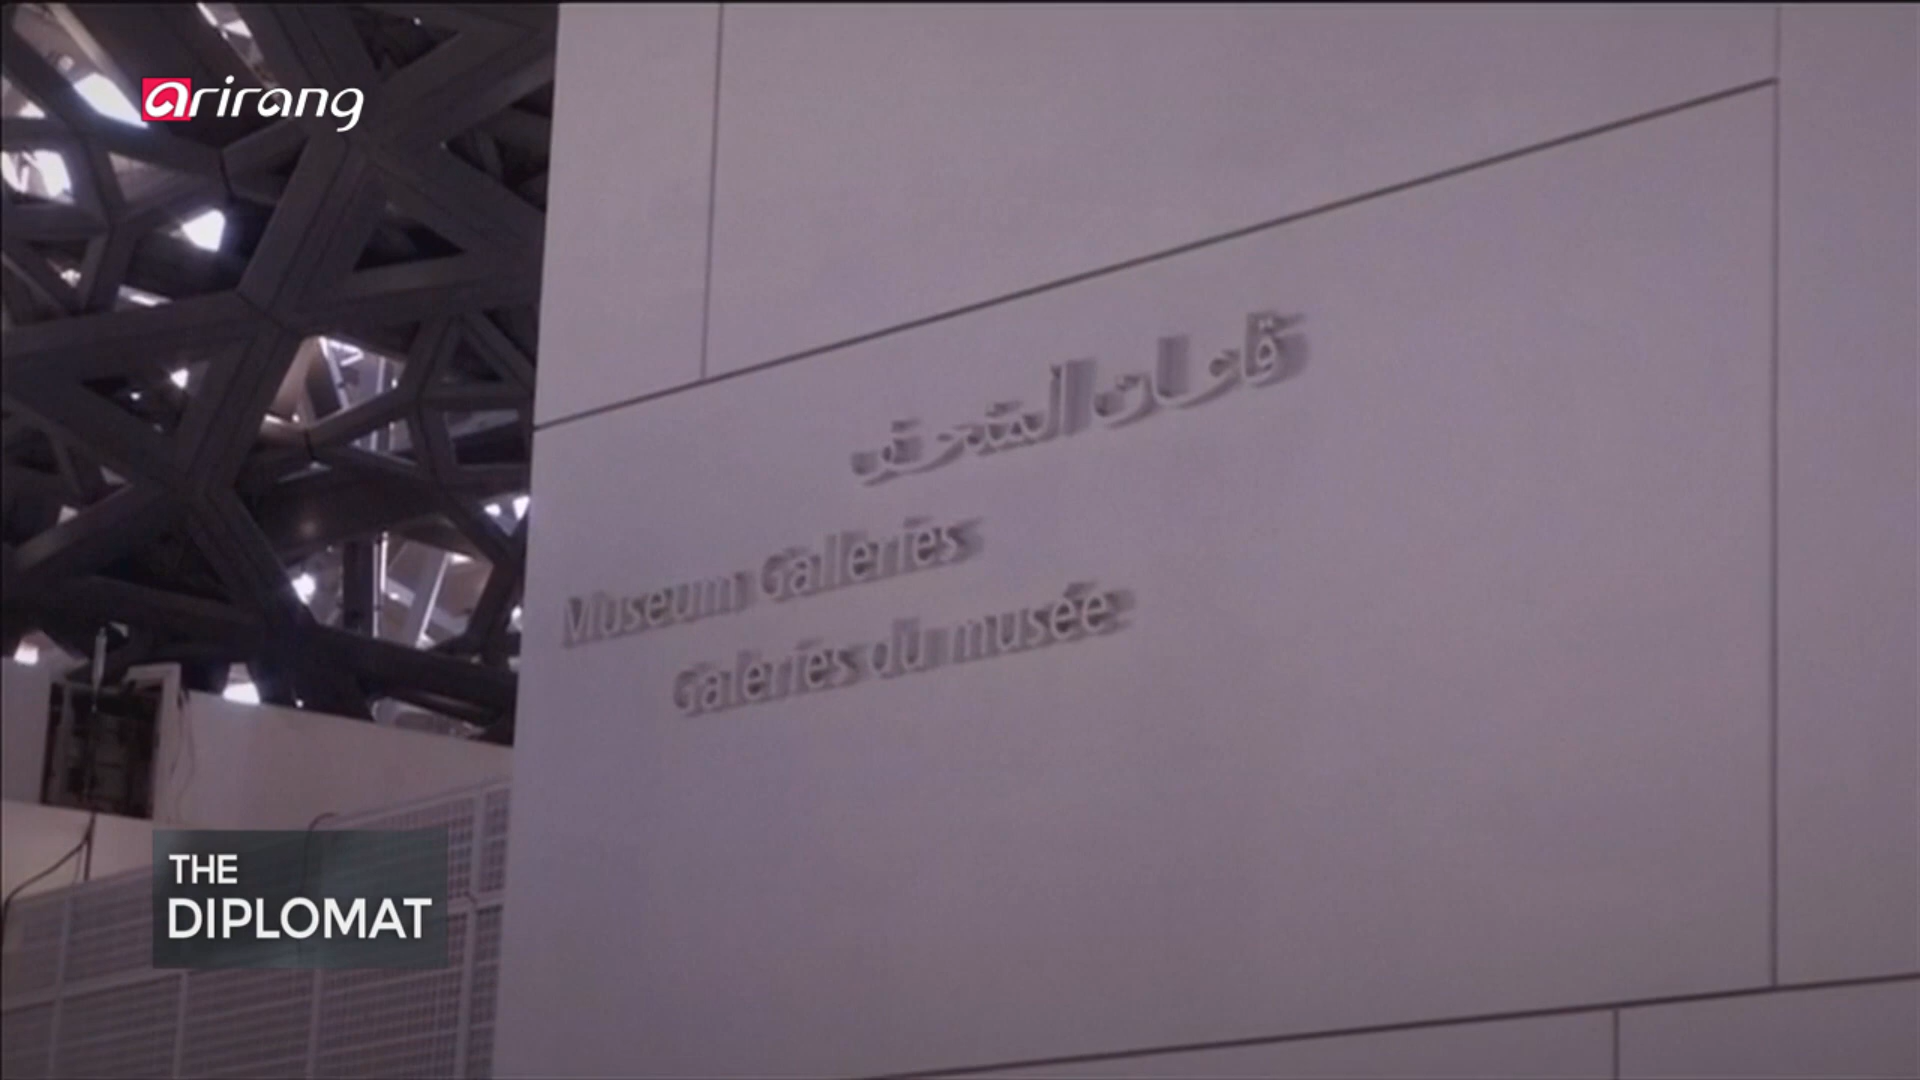 arirang
قاعات المتحف
Museum Galleries
Galeries du musée
THE
DIPLOMAT